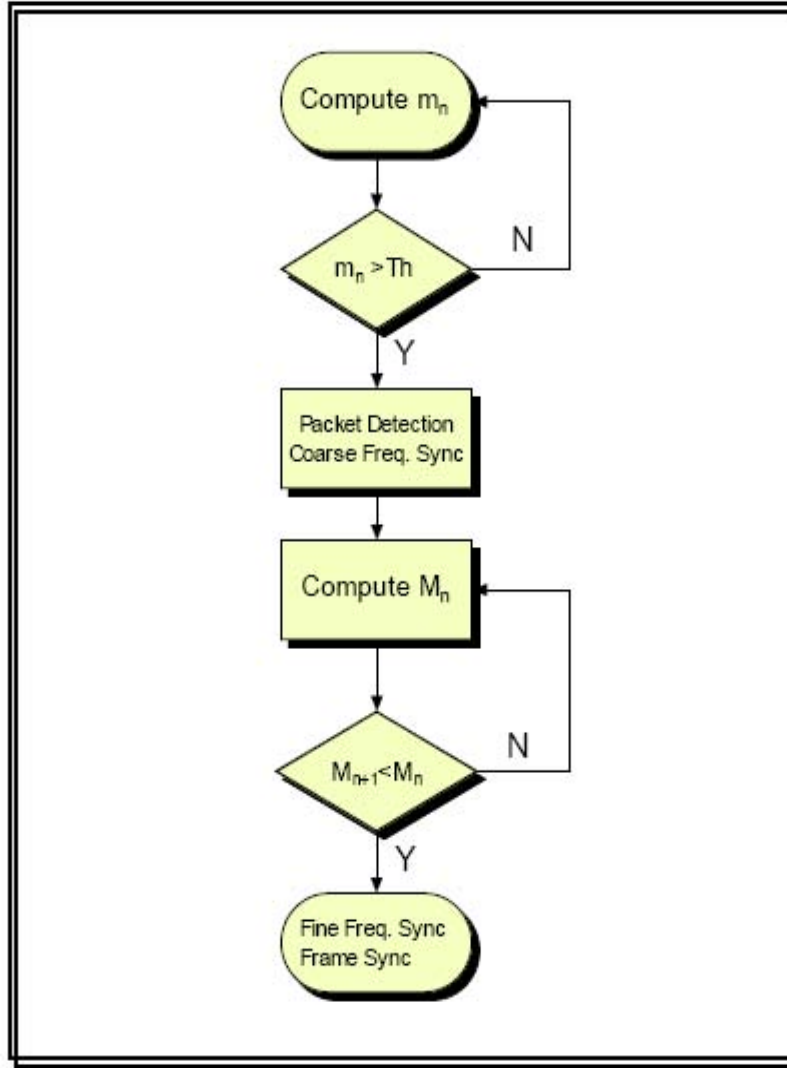 Compute mₙ
N
mₙ >Th
Y
Packet Detection
Coarse Freq. Sync
Compute Mₙ
N
Mₙ₊₁<Mₙ
Y
Fine Freq. Sync
Frame Sync